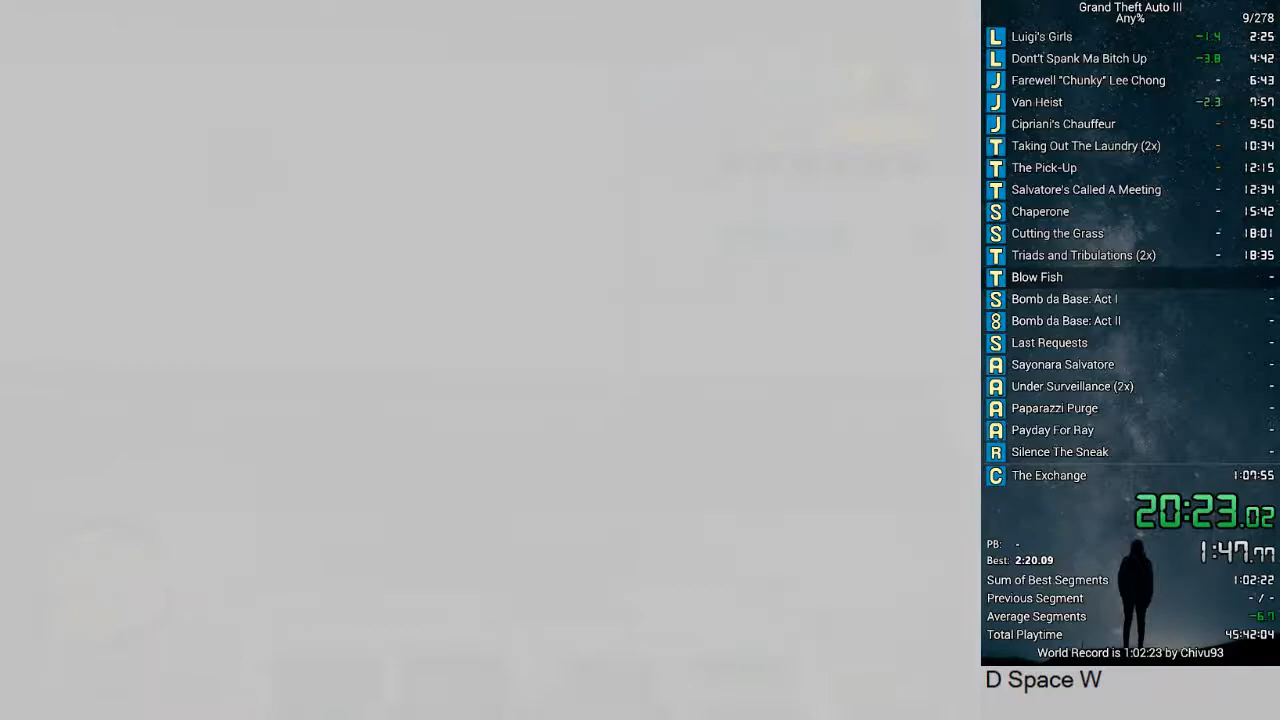 Grand Theft Auto III
Any% 9/278
L Luigi's Girls -1.4 2:25
L Dont't Spank Ma Bitch Up -3.8 4:42
J Farewell "Chunky" Lee Chong - 6:43
J Van Heist -2.3 7:57
J Cipriani's Chauffeur - 9:50
T Taking Out The Laundry (2x) - 10:34
T The Pick-Up - 12:15
T Salvatore's Called A Meeting - 12:34
S Chaperone - 15:42
S Cutting the Grass - 18:01
T Triads and Tribulations (2x) - 18:35
T Blow Fish -
S Bomb da Base: Act I -
8 Bomb da Base: Act II -
S Last Requests -
A Sayonara Salvatore -
A Under Surveillance (2x) -
A Paparazzi Purge -
A Payday For Ray -
R Silence The Sneak -
C The Exchange 1:07:55
20:23.02
PB: - 1:47.77
Best: 2:20.09
Sum of Best Segments 1:02:22
Previous Segment - / -
Average Segments -6.7
Total Playtime 45:42:04
World Record is 1:02:23 by Chivu93
D Space W